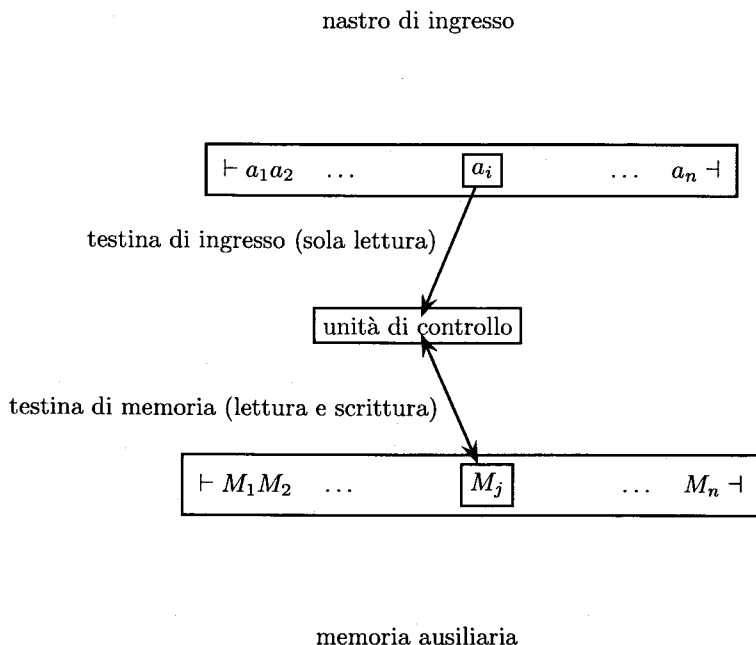 nastro di ingresso
⊢ a₁a₂ … aᵢ … aₙ ⊣
testina di ingresso (sola lettura)
unità di controllo
testina di memoria (lettura e scrittura)
⊢ M₁M₂ … Mⱼ … Mₙ ⊣
memoria ausiliaria